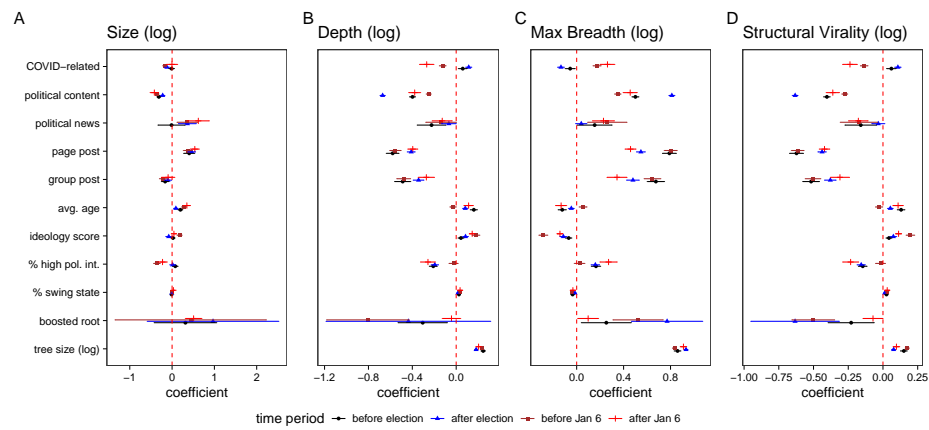 A B C D
Size (log) Depth (log) Max Breadth (log) Structural Virality (log)
COVID−related
political content
political news
page post
group post
avg. age
ideology score
% high pol. int.
% swing state
boosted root
tree size (log)
−1 0 1 2 −1.2 −0.8 −0.4 0.0 0.0 0.4 0.8 −1.00 −0.75 −0.50 −0.25 0.00 0.25
coefficient coefficient coefficient coefficient
time period before election after election before Jan 6 after Jan 6